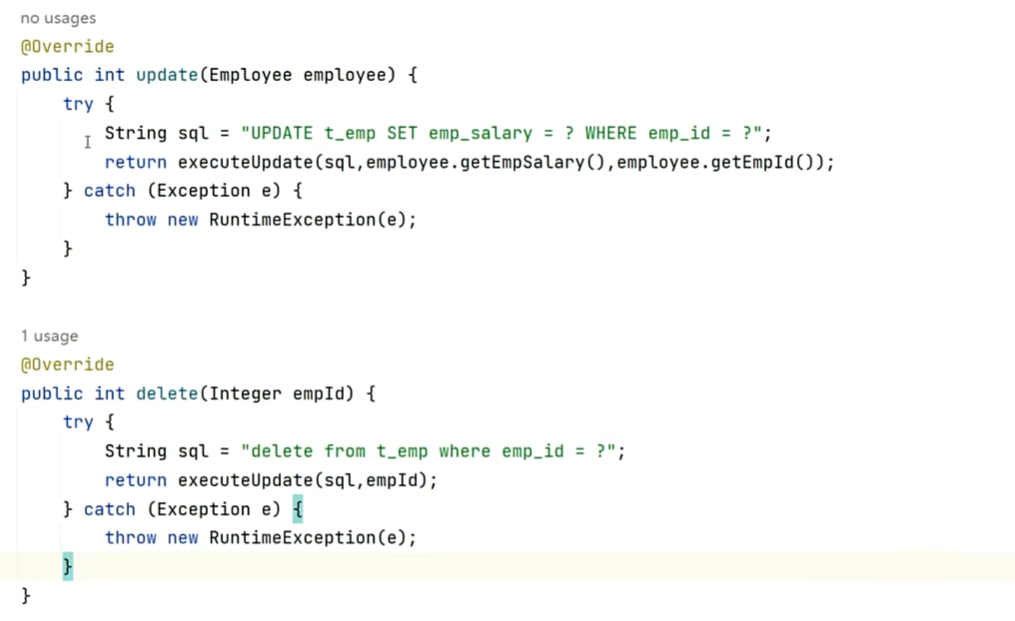 no usages
@Override
public int update(Employee employee) {
    try {
        String sql = "UPDATE t_emp SET emp_salary = ? WHERE emp_id = ?";
        return executeUpdate(sql,employee.getEmpSalary(),employee.getEmpId());
    } catch (Exception e) {
        throw new RuntimeException(e);
    }
}
1 usage
@Override
public int delete(Integer empId) {
    try {
        String sql = "delete from t_emp where emp_id = ?";
        return executeUpdate(sql,empId);
    } catch (Exception e) {
        throw new RuntimeException(e);
    }
}